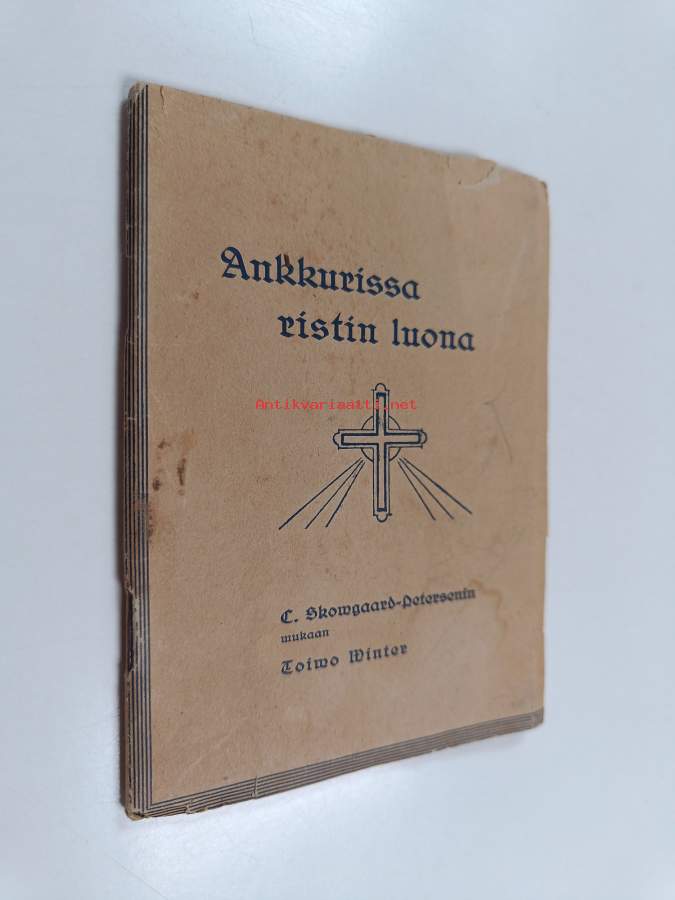 Ankkurissa
ristin luona
Antikvariaatti.net
C. Skowgaard-Petersenin
mukaan
Toiwo Winter